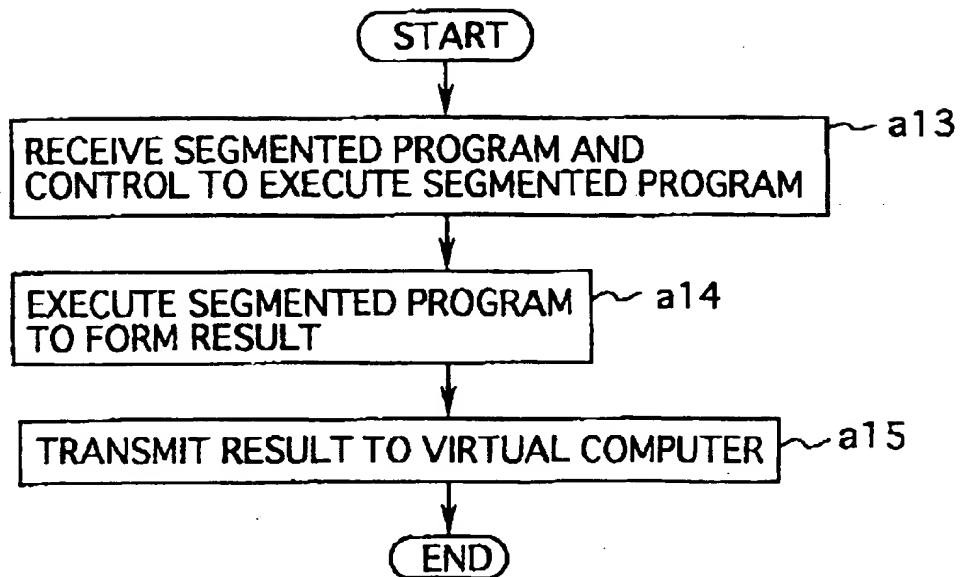 START
RECEIVE SEGMENTED PROGRAM AND
CONTROL TO EXECUTE SEGMENTED PROGRAM
a13
EXECUTE SEGMENTED PROGRAM
TO FORM RESULT
a14
TRANSMIT RESULT TO VIRTUAL COMPUTER
a15
END